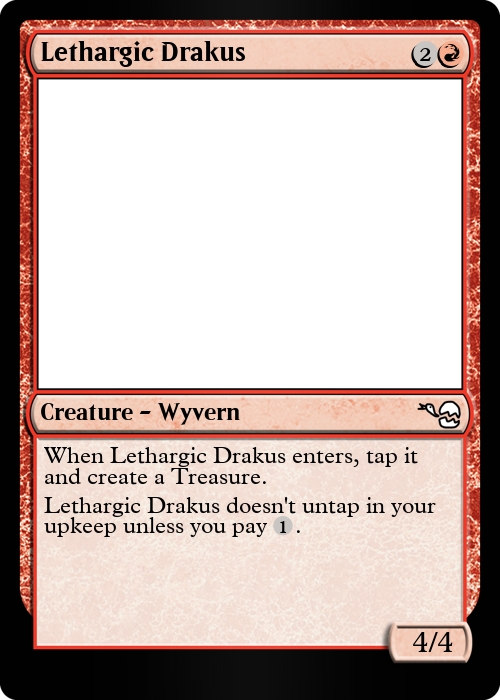 Lethargic Drakus 2
Creature – Wyvern
When Lethargic Drakus enters, tap it
and create a Treasure.
Lethargic Drakus doesn't untap in your
upkeep unless you pay 1.
4/4